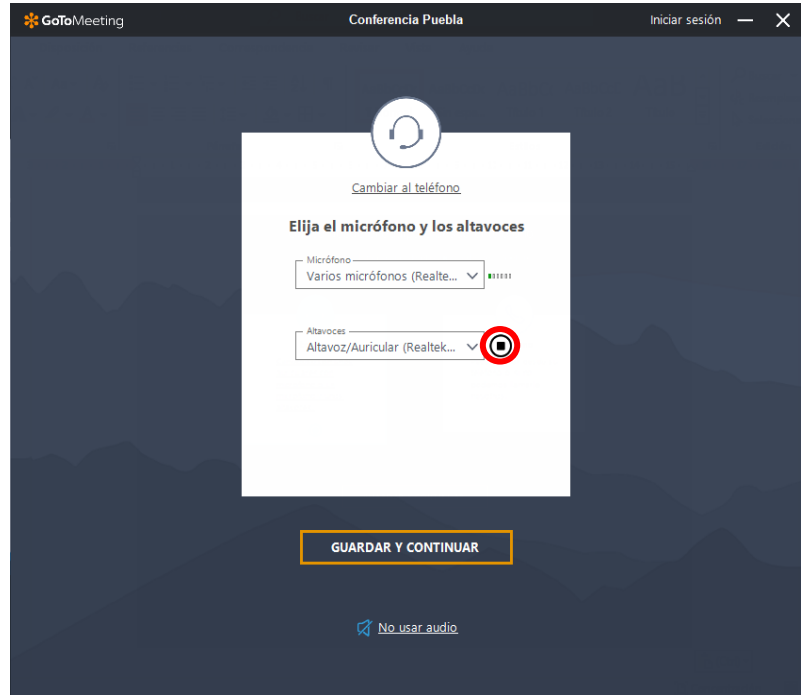 GoToMeeting
Conferencia Puebla
Iniciar sesión
Cambiar al teléfono
Elija el micrófono y los altavoces
Micrófono
Varios micrófonos (Realte...
Altavoces
Altavoz/Auricular (Realtek...
GUARDAR Y CONTINUAR
No usar audio